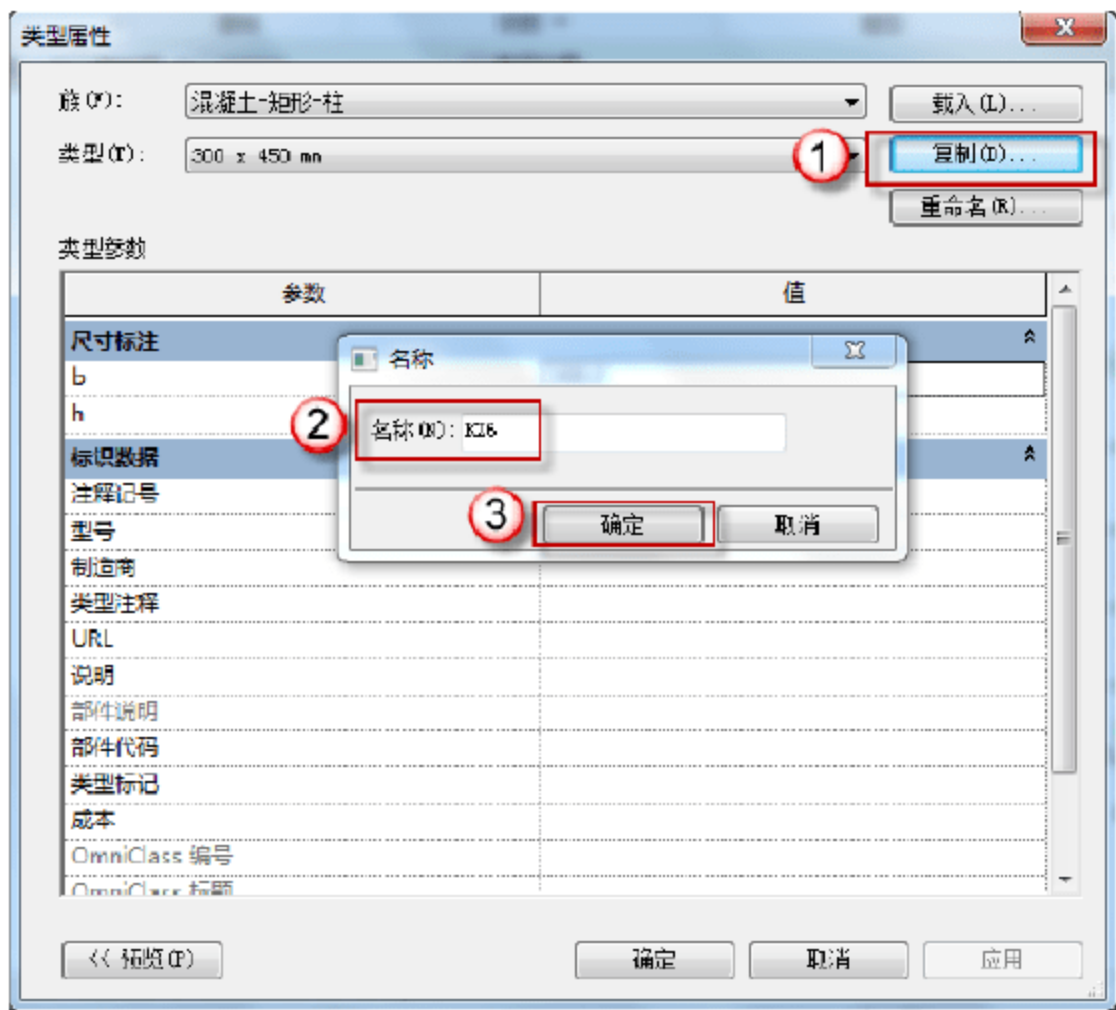 类型属性
族(F):
混凝土-矩形-柱
载入(L)...
类型(T):
300 x 450 mm
1
复制(D)...
重命名(R)...
类型参数
参数
值
尺寸标注
b
h
名称
2
名称(N):
KZ6
3
确定
取消
标识数据
注释记号
型号
制造商
类型注释
URL
说明
部件说明
部件代码
类型标记
成本
OmniClass 编号
OmniClass 标题
<< 预览(P)
确定
取消
应用